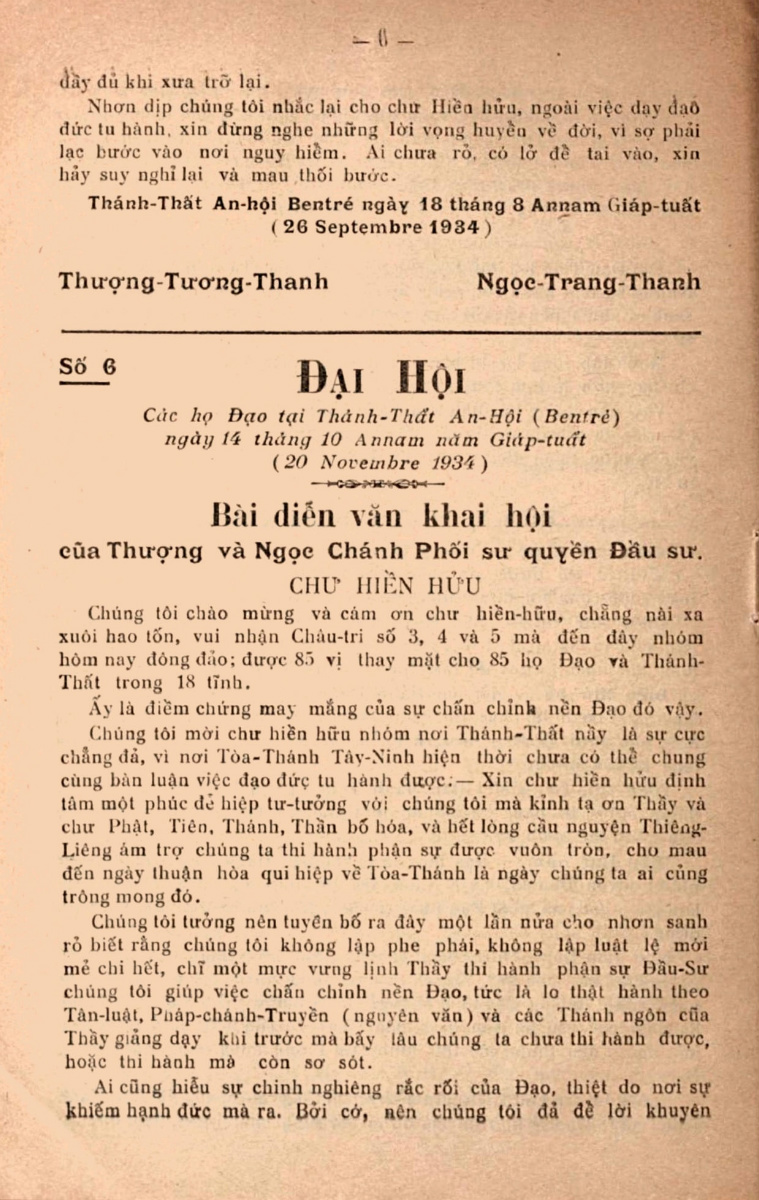 — 6 —
đầy đủ khi xưa trở lại.
Nhơn dịp chúng tôi nhắc lại cho chư Hiền hửu, ngoài việc dạy đaô
đức tu hành, xin đừng nghe những lời vọng huyển về đời, vì sợ phải
lạc bước vào nơi nguy hiểm. Ai chưa rỏ, có lở để tai vào, xin
hảy suy nghỉ lại và mau thối bước.
Thánh-Thất An-hội Bentré ngày 18 tháng 8 Annam Giáp-tuất
( 26 Septembre 1934 )
Thượng-Tương-Thanh Ngọc-Trang-Thanh
Số 6
ĐẠI HỘI
Các họ Đạo tại Thánh-Thất An-Hội ( Bentré )
ngày 14 tháng 10 Annam năm Giáp-tuất
( 20 Novembre 1934 )
Bài diễn văn khai hội
của Thượng và Ngọc Chánh Phối sư quyền Đầu sư.
CHƯ HIỀN HỬU
Chúng tôi chào mừng và cám ơn chư hiền-hữu, chẳng nài xa
xuôi hao tốn, vui nhận Châu-tri số 3, 4 và 5 mà đến đây nhóm
hôm nay đông đảo; được 85 vị thay mặt cho 85 họ Đạo và Thánh-
Thất trong 18 tĩnh.
Ấy là điềm chứng may mắng của sự chấn chỉnh nền Đạo đó vậy.
Chúng tôi mời chư hiền hữu nhóm nơi Thánh-Thất nầy là sự cực
chẳng đả, vì nơi Tòa-Thánh Tây-Ninh hiện thời chưa có thể chung
cùng bàn luận việc đạo đức tu hành được.— Xin chư hiền hửu định
tâm một phúc để hiệp tư-tưởng với chúng tôi mà kỉnh tạ ơn Thầy và
chư Phật, Tiên, Thánh, Thần bố hóa, và hết lòng cầu nguyện Thiêng-
Liêng ám trợ chúng ta thi hành phận sự được vuôn tròn, cho mau
đến ngày thuận hòa qui hiệp về Tòa-Thánh là ngày chúng ta ai củng
trông mong đó.
Chúng tôi tưởng nên tuyên bố ra đây một lần nửa cho nhơn sanh
rỏ biết rằng chúng tôi không lập phe phái, không lập luật lệ mới
mẻ chi hết, chĩ một mực vưng lịnh Thầy thi hành phận sự Đầu-Sư
chúng tôi giúp việc chấn chỉnh nền Đạo, tức là lo thật hành theo
Tân-luật, Pháp-chánh-Truyền ( nguyên văn ) và các Thánh ngôn của
Thầy giảng dạy khi trước mà bấy lâu chúng ta chưa thi hành được,
hoặc thi hành mà còn sơ sót.
Ai cũng hiểu sự chinh nghiêng rắc rối của Đạo, thiệt do nơi sự
khiếm hạnh đức mà ra. Bởi cớ, nên chúng tôi đả để lời khuyên